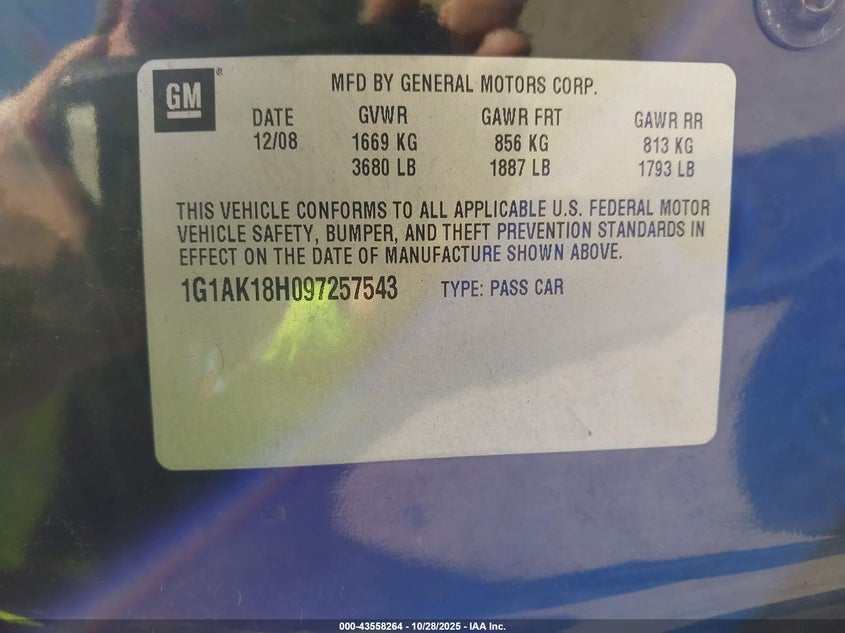 GM®
MFD BY GENERAL MOTORS CORP.
DATE GVWR GAWR FRT GAWR RR
12/08 1669 KG 856 KG 813 KG
3680 LB 1887 LB 1793 LB
THIS VEHICLE CONFORMS TO ALL APPLICABLE U.S. FEDERAL MOTOR
VEHICLE SAFETY, BUMPER, AND THEFT PREVENTION STANDARDS IN
EFFECT ON THE DATE OF MANUFACTURE SHOWN ABOVE.
1G1AK18H097257543 TYPE: PASS CAR
000-43558264 - 10/28/2025 - IAA Inc.